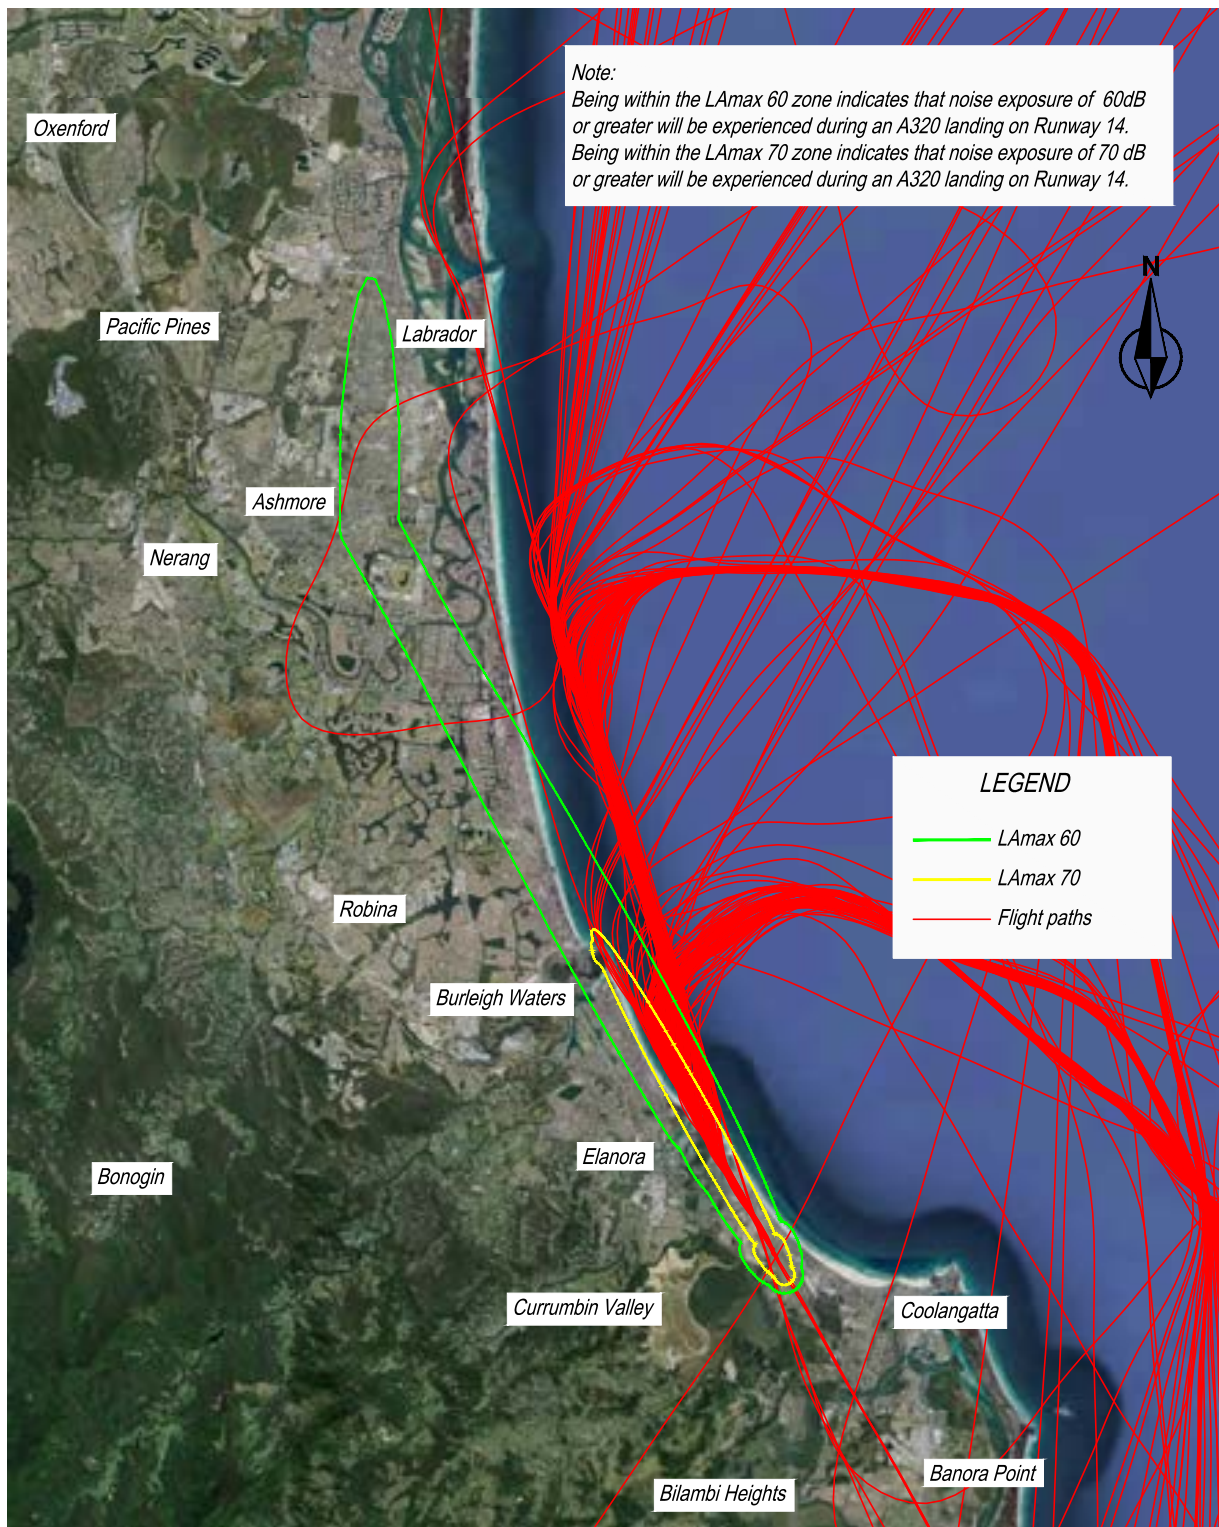 Note:
Being within the LAmax 60 zone indicates that noise exposure of 60dB
or greater will be experienced during an A320 landing on Runway 14.
Being within the LAmax 70 zone indicates that noise exposure of 70 dB
or greater will be experienced during an A320 landing on Runway 14.
Oxenford
N
Pacific Pines
Labrador
Ashmore
Nerang
LEGEND
LAmax 60
LAmax 70
Flight paths
Robina
Burleigh Waters
Elanora
Bonogin
Currumbin Valley
Coolangatta
Banora Point
Bilambi Heights